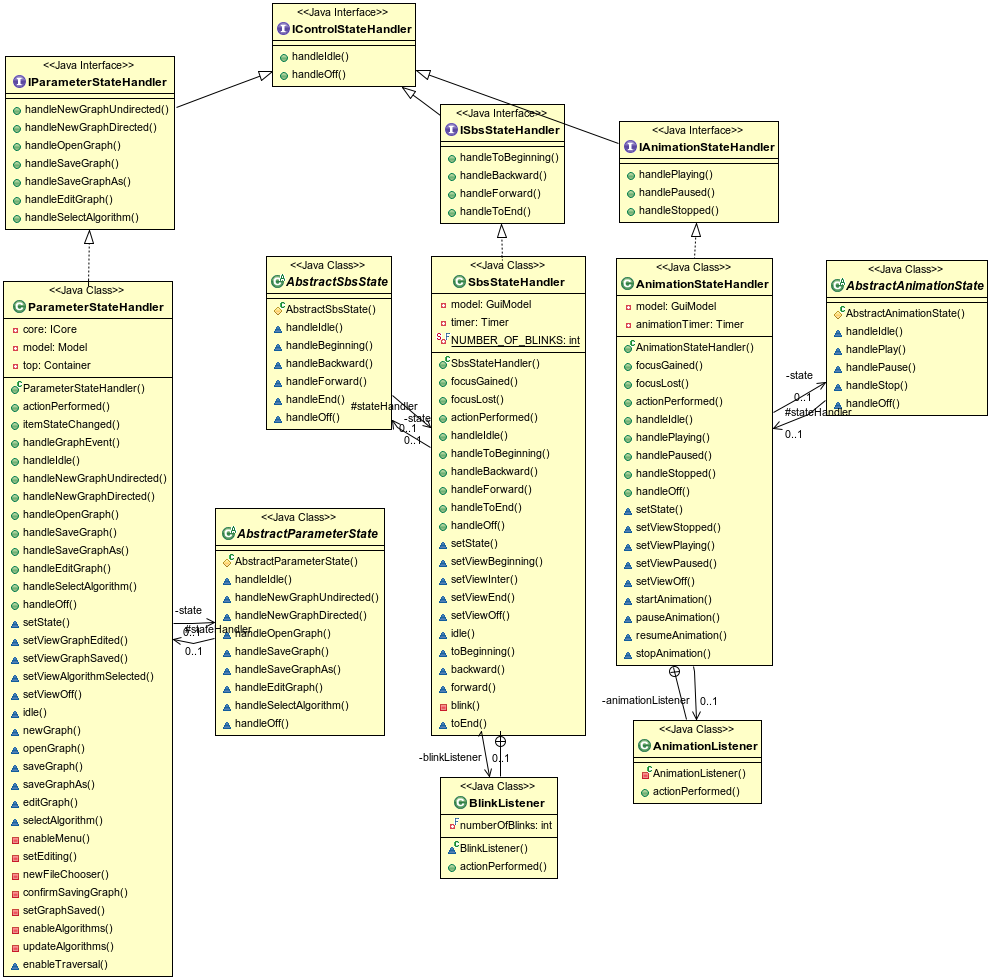 <<Java Interface>>
IControlStateHandler
handleIdle()
handleOff()
<<Java Interface>>
IParameterStateHandler
handleNewGraphUndirected()
handleNewGraphDirected()
handleOpenGraph()
handleSaveGraph()
handleSaveGraphAs()
handleEditGraph()
handleSelectAlgorithm()
<<Java Interface>>
ISbsStateHandler
handleToBeginning()
handleBackward()
handleForward()
handleToEnd()
<<Java Interface>>
IAnimationStateHandler
handlePlaying()
handlePaused()
handleStopped()
<<Java Class>>
ParameterStateHandler
core: ICore
model: Model
top: Container
ParameterStateHandler()
actionPerformed()
itemStateChanged()
handleGraphEvent()
handleIdle()
handleNewGraphUndirected()
handleNewGraphDirected()
handleOpenGraph()
handleSaveGraph()
handleSaveGraphAs()
handleEditGraph()
handleSelectAlgorithm()
handleOff()
setState()
setViewGraphEdited()
setViewGraphSaved()
setViewAlgorithmSelected()
setViewOff()
idle()
newGraph()
openGraph()
saveGraph()
saveGraphAs()
editGraph()
selectAlgorithm()
enableMenu()
setEditing()
newFileChooser()
confirmSavingGraph()
setGraphSaved()
enableAlgorithms()
updateAlgorithms()
enableTraversal()
-state
0..1
#stateHandler
0..1
<<Java Class>>
AbstractParameterState
AbstractParameterState()
handleIdle()
handleNewGraphUndirected()
handleNewGraphDirected()
handleOpenGraph()
handleSaveGraph()
handleSaveGraphAs()
handleEditGraph()
handleSelectAlgorithm()
handleOff()
<<Java Class>>
AbstractSbsState
AbstractSbsState()
handleIdle()
handleBeginning()
handleBackward()
handleForward()
handleEnd()
handleOff()
#stateHandler
0..1
-state
0..1
<<Java Class>>
SbsStateHandler
model: GuiModel
timer: Timer
NUMBER_OF_BLINKS: int
SbsStateHandler()
focusGained()
focusLost()
actionPerformed()
handleIdle()
handleToBeginning()
handleBackward()
handleForward()
handleToEnd()
handleOff()
setState()
setViewBeginning()
setViewInter()
setViewEnd()
setViewOff()
idle()
toBeginning()
backward()
forward()
blink()
toEnd()
-blinkListener
0..1
<<Java Class>>
BlinkListener
numberOfBlinks: int
BlinkListener()
actionPerformed()
<<Java Class>>
AnimationStateHandler
model: GuiModel
animationTimer: Timer
AnimationStateHandler()
focusGained()
focusLost()
actionPerformed()
handleIdle()
handlePlaying()
handlePaused()
handleStopped()
handleOff()
setState()
setViewStopped()
setViewPlaying()
setViewPaused()
setViewOff()
startAnimation()
pauseAnimation()
resumeAnimation()
stopAnimation()
-state
0..1
#stateHandler
0..1
<<Java Class>>
AbstractAnimationState
AbstractAnimationState()
handleIdle()
handlePlay()
handlePause()
handleStop()
handleOff()
-animationListener
0..1
<<Java Class>>
AnimationListener
AnimationListener()
actionPerformed()